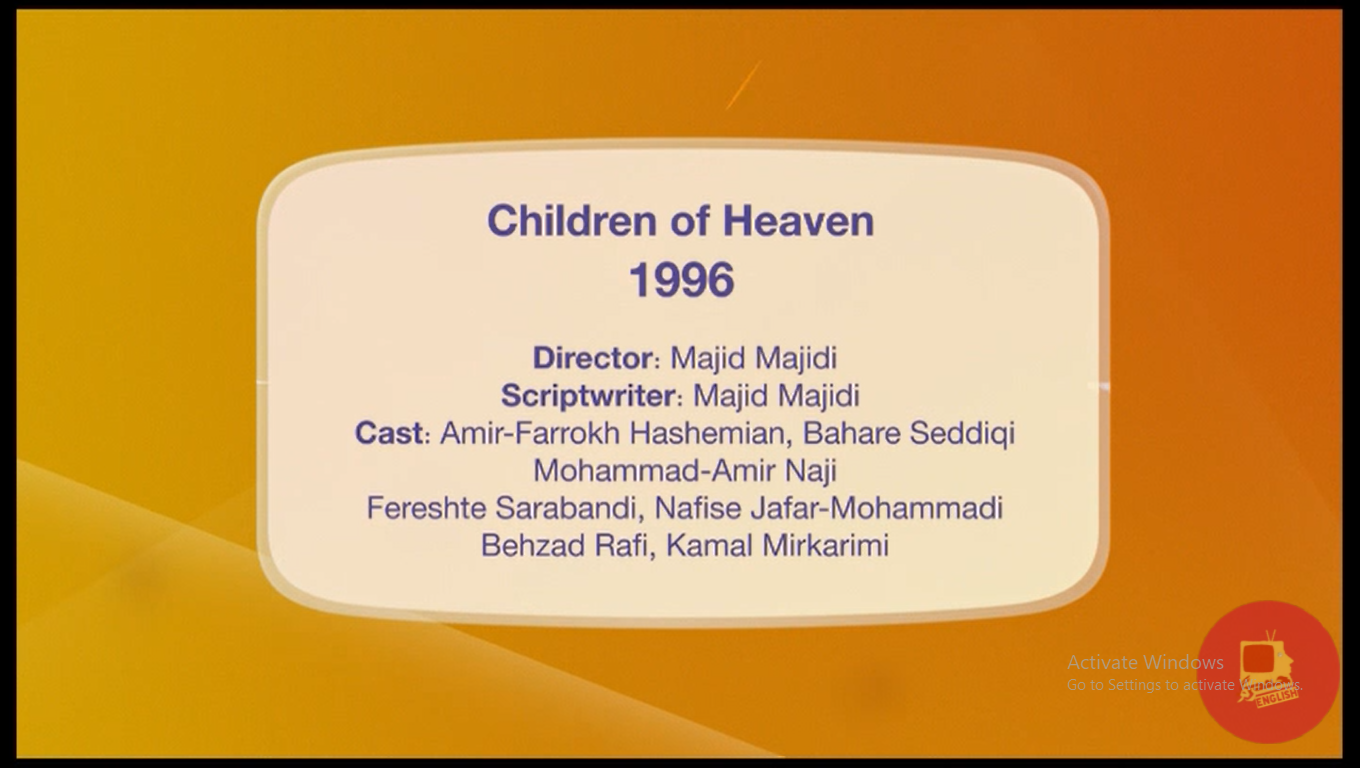 Children of Heaven
1996
Director: Majid Majidi
Scriptwriter: Majid Majidi
Cast: Amir-Farrokh Hashemian, Bahare Seddiqi
Mohammad-Amir Naji
Fereshte Sarabandi, Nafise Jafar-Mohammadi
Behzad Rafi, Kamal Mirkarimi
Activate Windows
Go to Settings to activate Windows.
ENGLISH